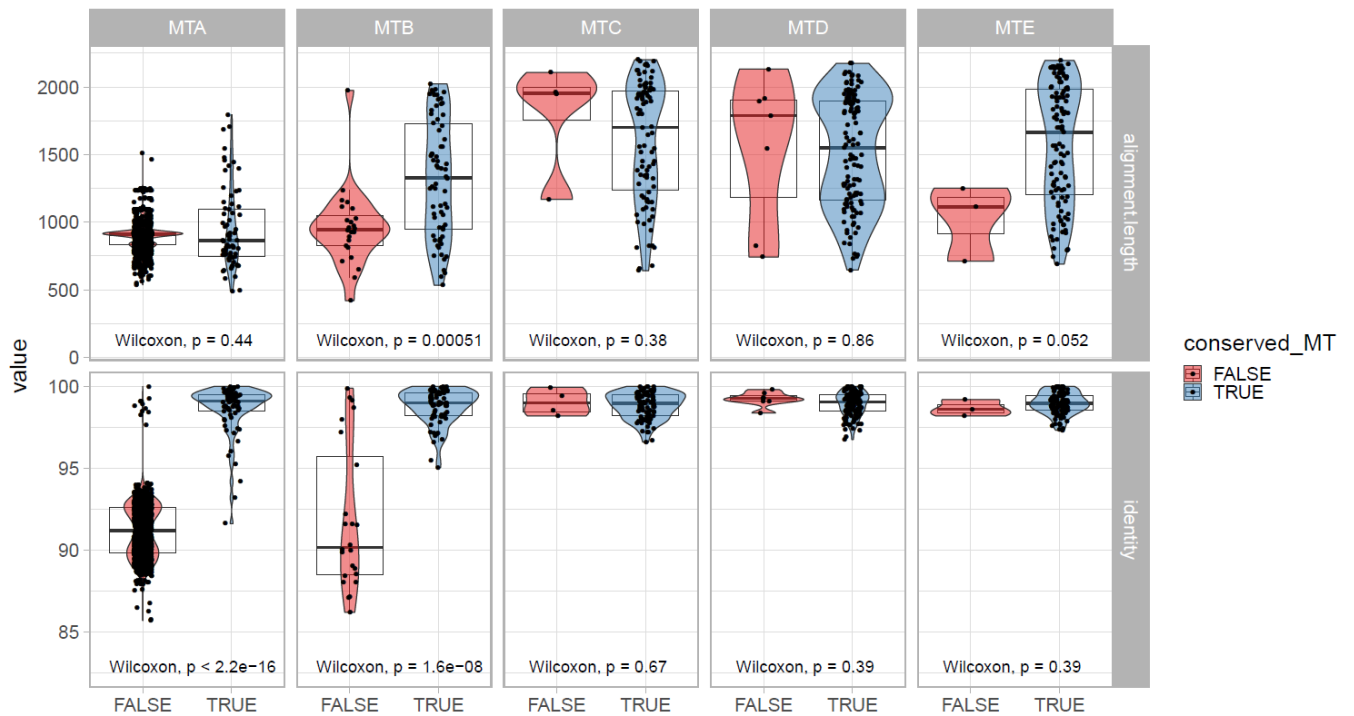 MTA MTB MTC MTD MTE
2000
1500
1000
500
0
alignment.length
Wilcoxon, p = 0.44
Wilcoxon, p = 0.00051
Wilcoxon, p = 0.38
Wilcoxon, p = 0.86
Wilcoxon, p = 0.052
value
100
95
90
85
identity
Wilcoxon, p < 2.2e−16
Wilcoxon, p = 1.6e−08
Wilcoxon, p = 0.67
Wilcoxon, p = 0.39
Wilcoxon, p = 0.39
FALSE TRUE FALSE TRUE FALSE TRUE FALSE TRUE FALSE TRUE
conserved_MT
FALSE
TRUE